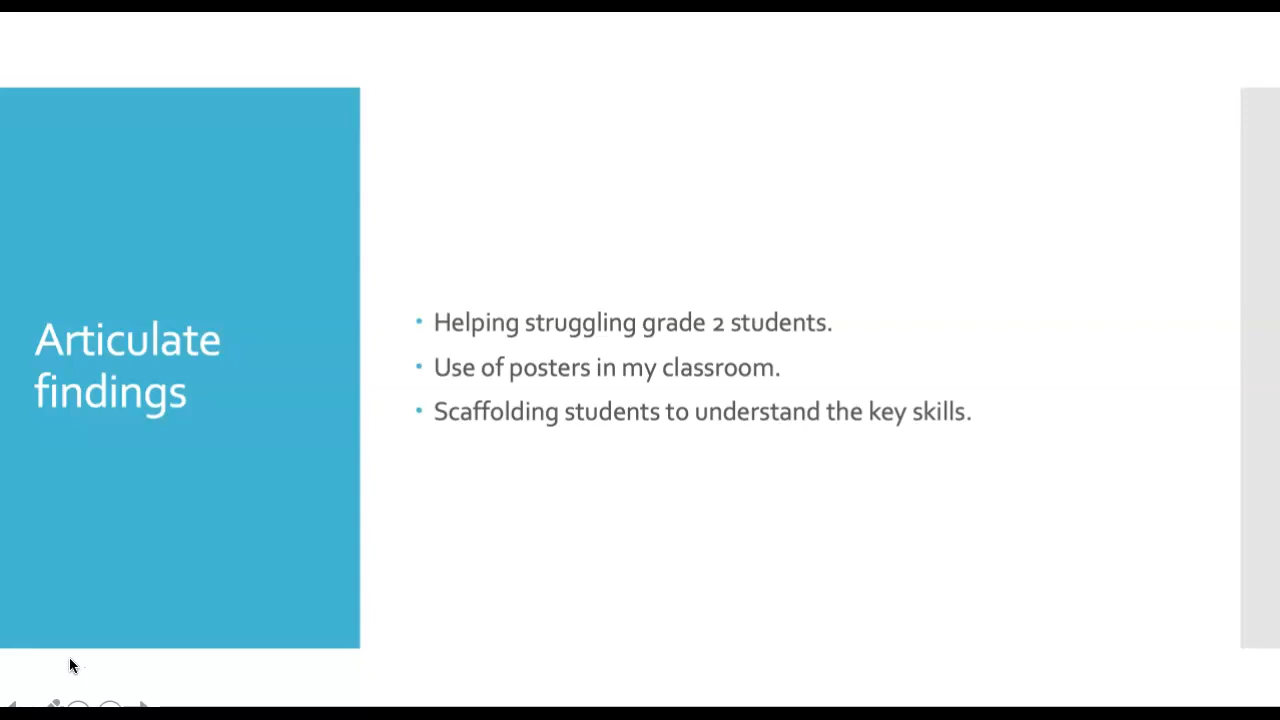 Articulate
findings
• Helping struggling grade 2 students.
• Use of posters in my classroom.
• Scaffolding students to understand the key skills.